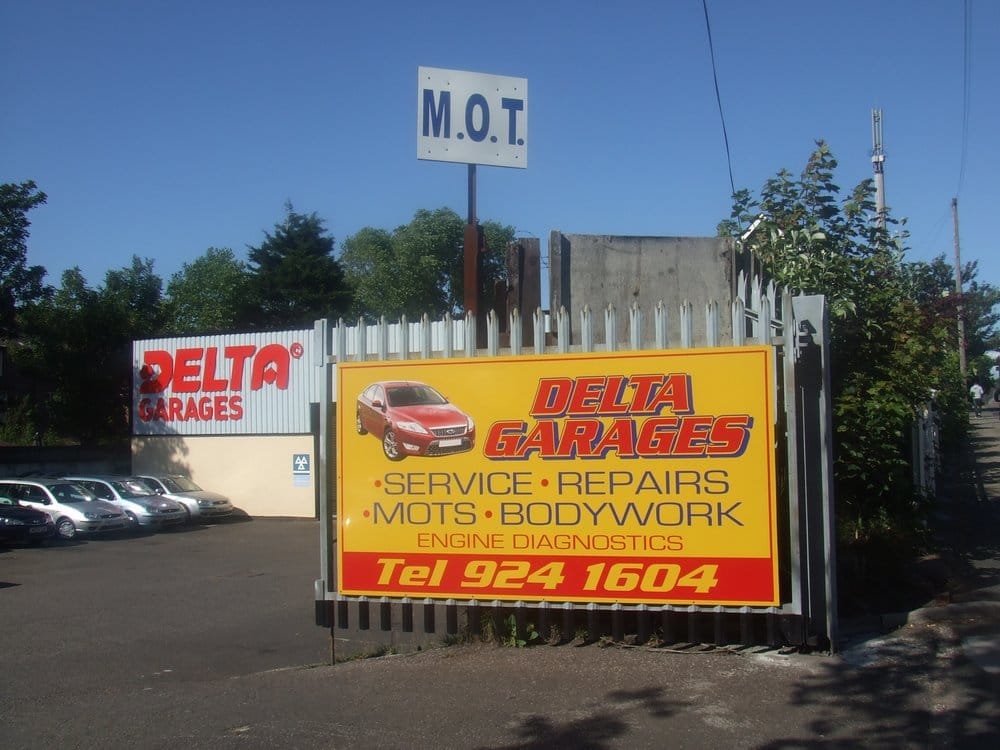 M.O.T.
DELTA
GARAGES
DELTA
GARAGES
•SERVICE •REPAIRS
•MOTS •BODYWORK
ENGINE DIAGNOSTICS
Tel 924 1604